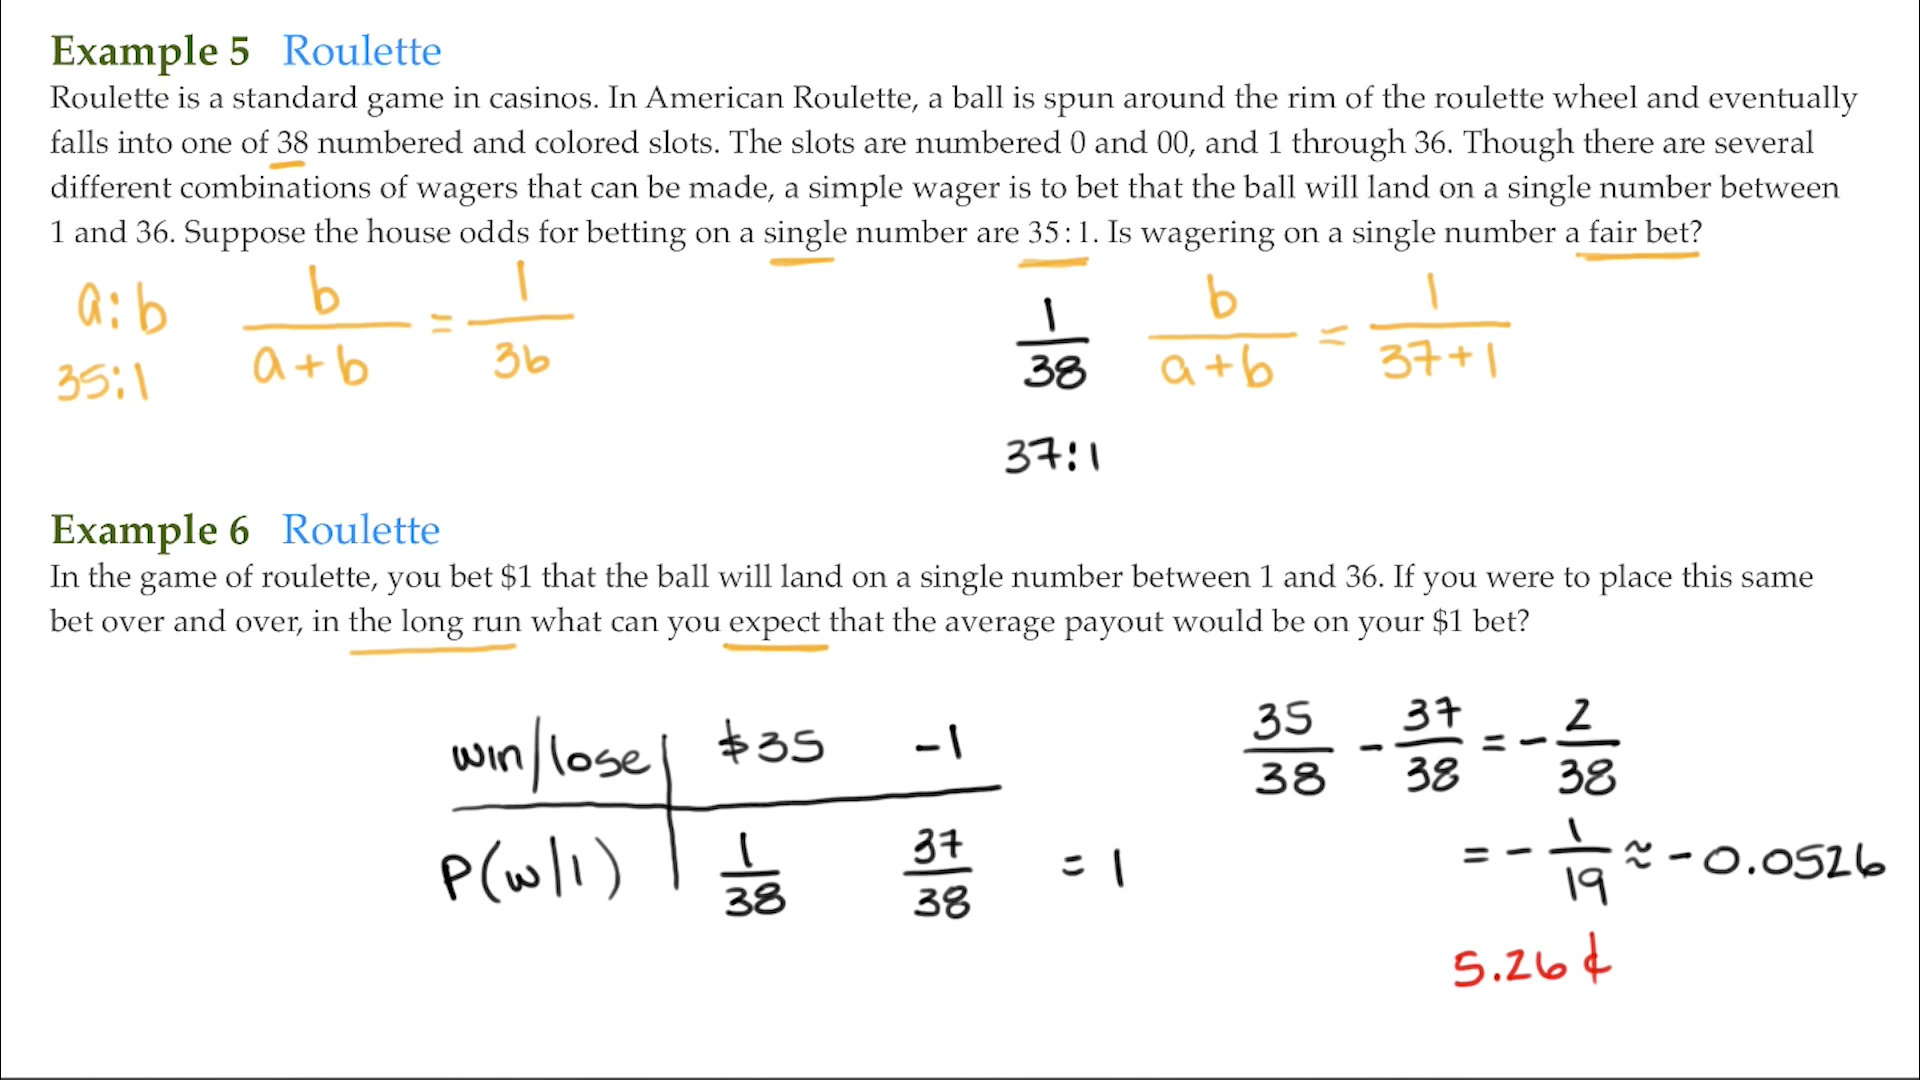 Example 5 Roulette
Roulette is a standard game in casinos. In American Roulette, a ball is spun around the rim of the roulette wheel and eventually
falls into one of 38 numbered and colored slots. The slots are numbered 0 and 00, and 1 through 36. Though there are several
different combinations of wagers that can be made, a simple wager is to bet that the ball will land on a single number between
1 and 36. Suppose the house odds for betting on a single number are 35 : 1. Is wagering on a single number a fair bet?
a:b b/(a+b) = 1/36
35:1
1/38 b/(a+b) = 1/(37+1)
37:1
Example 6 Roulette
In the game of roulette, you bet $1 that the ball will land on a single number between 1 and 36. If you were to place this same
bet over and over, in the long run what can you expect that the average payout would be on your $1 bet?
win/lose $35 -1
P(w/l) 1/38 37/38 = 1
35/38 - 37/38 = -2/38
= -1/19 ≈ -0.0526
5.26¢